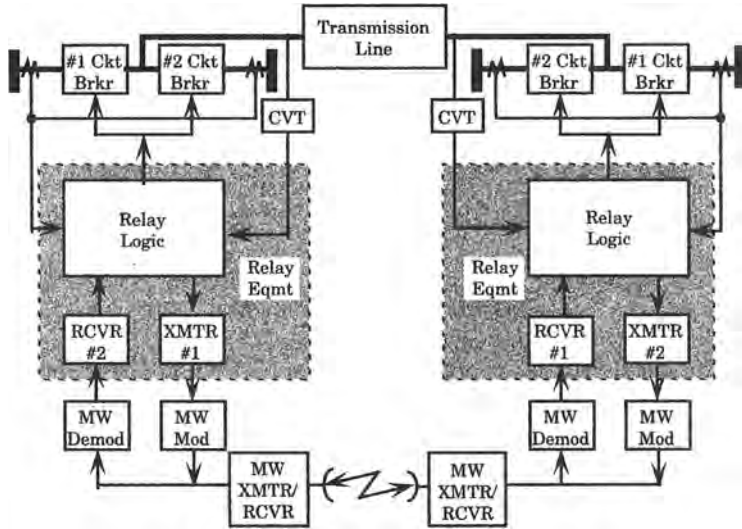 Transmission
Line
#1 Ckt
Brkr
#2 Ckt
Brkr
#2 Ckt
Brkr
#1 Ckt
Brkr
CVT
CVT
Relay
Logic
Relay
Logic
Relay
Eqmt
Relay
Eqmt
RCVR
#2
XMTR
#1
RCVR
#1
XMTR
#2
MW
Demod
MW
Mod
MW
Demod
MW
Mod
MW
XMTR/
RCVR
MW
XMTR/
RCVR